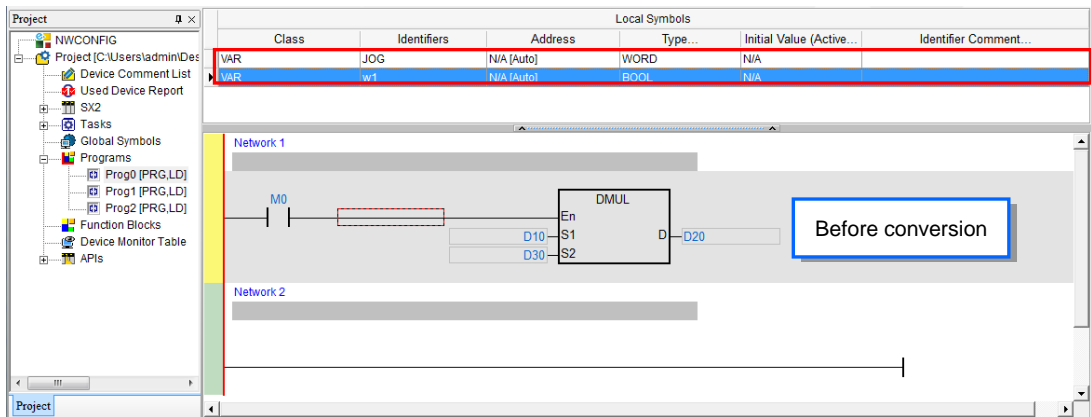 Project
NWCONFIG
Project [C:\Users\admin\Des
Device Comment List
Used Device Report
SX2
Tasks
Global Symbols
Programs
Prog0 [PRG,LD]
Prog1 [PRG,LD]
Prog2 [PRG,LD]
Function Blocks
Device Monitor Table
APIs
Project
Local Symbols
Class Identifiers Address Type... Initial Value (Active... Identifier Comment...
VAR JOG N/A [Auto] WORD N/A
VAR w1 N/A [Auto] BOOL N/A
Network 1
M0 DMUL
En
D10 S1 D D20
D30 S2
Before conversion
Network 2